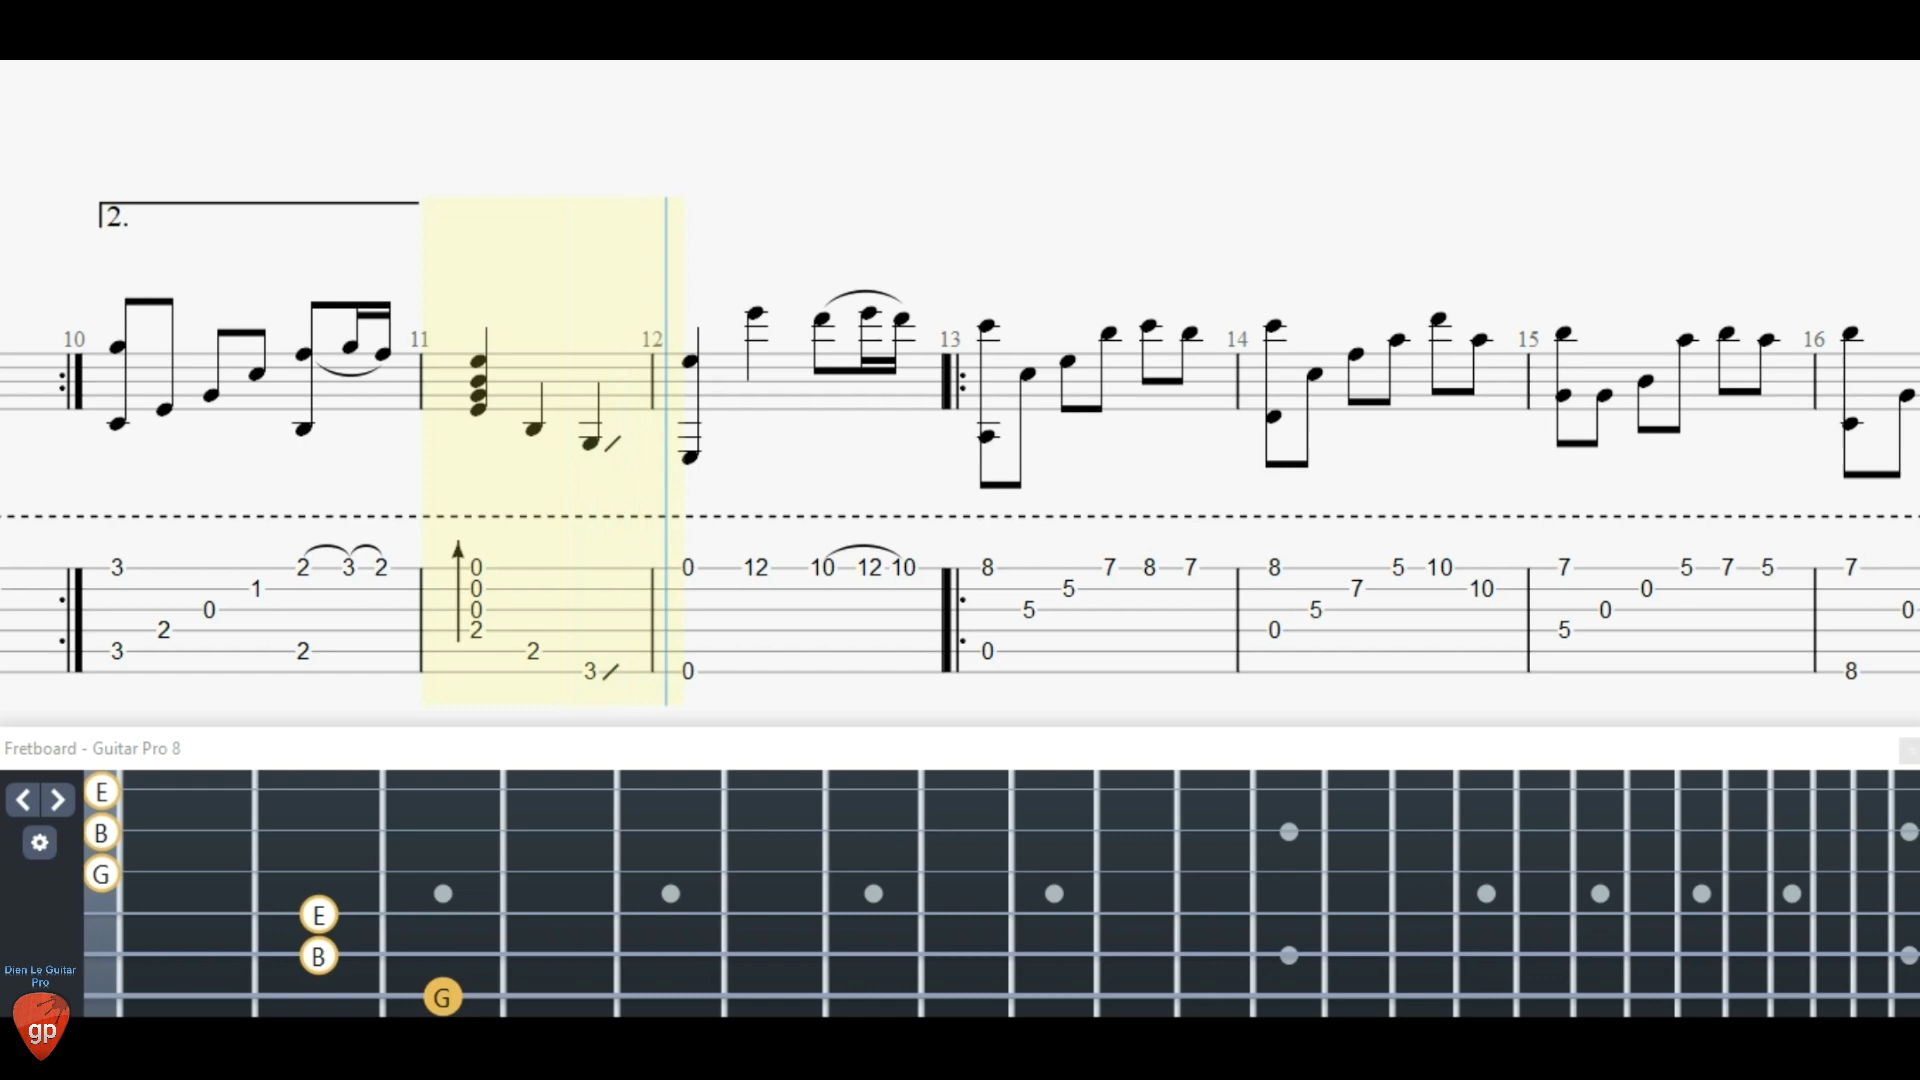 2.
10 11 12 13 14 15 16
3 2 3 2 0 0 12 10 12 10 8 7 8 7 8 5 10 7 5 7 5 7
1 0 5 7 10 0
0 0 5 5 0 0
2 2 0 5
3 2 2 0
3 0 8
Fretboard - Guitar Pro 8
E
B
G
E
B
G
Dien Le Guitar
Pro
gp